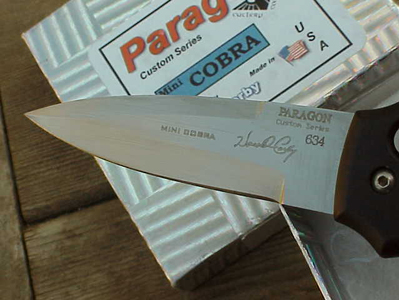 Parag
Custom Series
Mini COBRA
Made in
USA
PARAGON
Custom Series
MINI COBRA
634